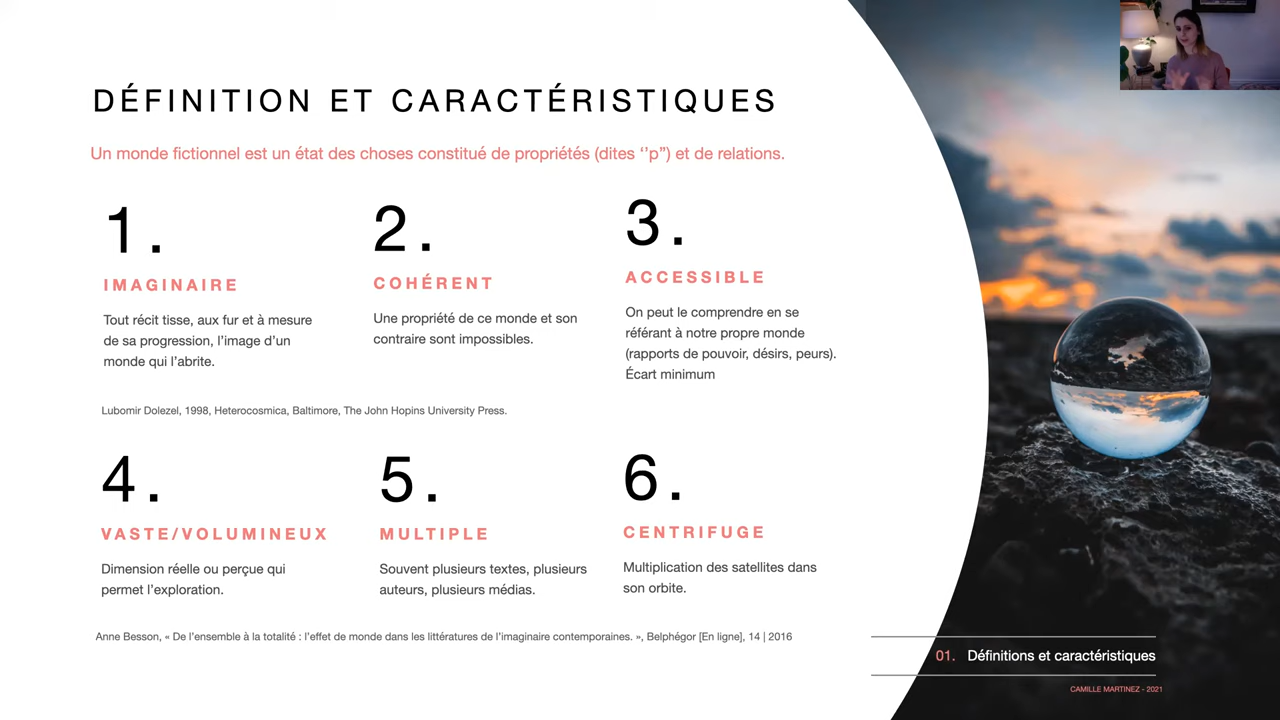 DÉFINITION ET CARACTÉRISTIQUES
Un monde fictionnel est un état des choses constitué de propriétés (dites ‘’p”) et de relations.
1.
IMAGINAIRE
Tout récit tisse, aux fur et à mesure
de sa progression, l’image d’un
monde qui l’abrite.
2.
COHÉRENT
Une propriété de ce monde et son
contraire sont impossibles.
3.
ACCESSIBLE
On peut le comprendre en se
référant à notre propre monde
(rapports de pouvoir, désirs, peurs).
Écart minimum
Lubomir Dolezel, 1998, Heterocosmica, Baltimore, The John Hopins University Press.
4.
VASTE/VOLUMINEUX
Dimension réelle ou perçue qui
permet l’exploration.
5.
MULTIPLE
Souvent plusieurs textes, plusieurs
auteurs, plusieurs médias.
6.
CENTRIFUGE
Multiplication des satellites dans
son orbite.
Anne Besson, « De l’ensemble à la totalité : l’effet de monde dans les littératures de l’imaginaire contemporaines. », Belphégor [En ligne], 14 | 2016
01. Définitions et caractéristiques
CAMILLE MARTINEZ - 2021